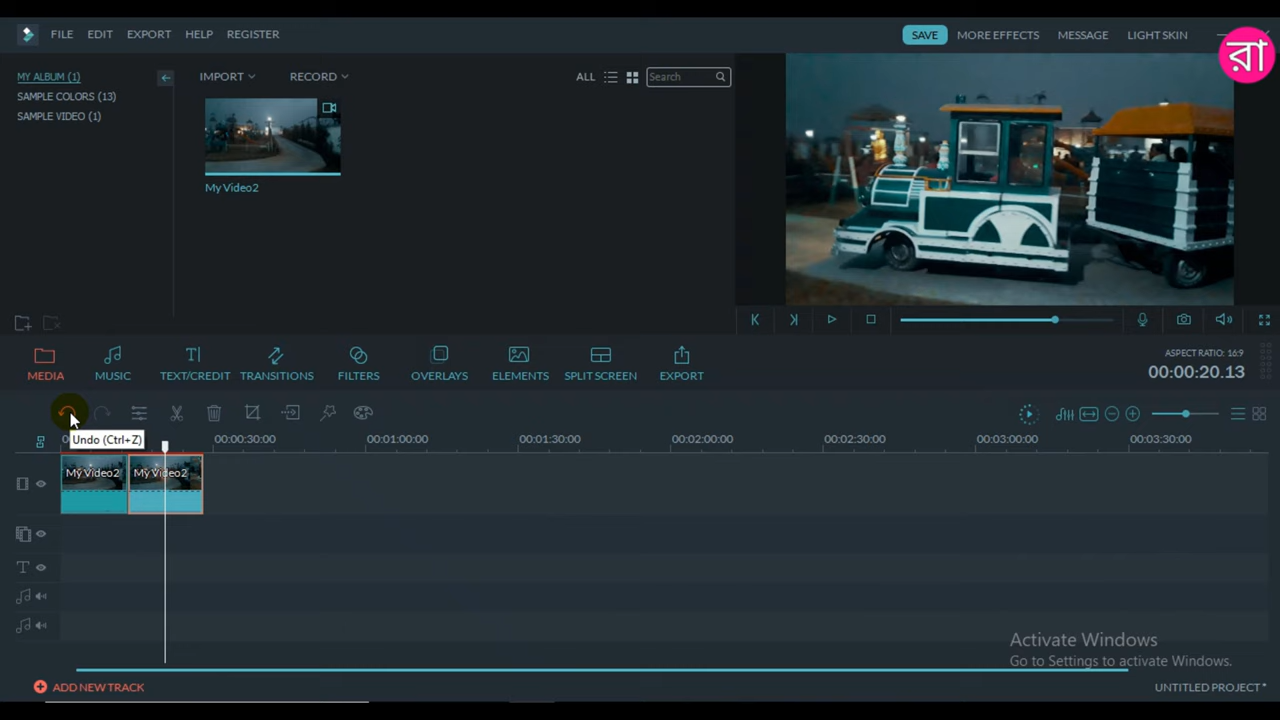 FILE EDIT EXPORT HELP REGISTER SAVE MORE EFFECTS MESSAGE LIGHT SKIN
রা
MY ALBUM (1) IMPORT RECORD ALL Search
SAMPLE COLORS (13)
SAMPLE VIDEO (1)
My Video2
MEDIA MUSIC TEXT/CREDIT TRANSITIONS FILTERS OVERLAYS ELEMENTS SPLIT SCREEN EXPORT
ASPECT RATIO: 16:9
00:00:20.13
Undo (Ctrl+Z)
00:00:30:00 00:01:00:00 00:01:30:00 00:02:00:00 00:02:30:00 00:03:00:00 00:03:30:00
My Video2 My Video2
Activate Windows
Go to Settings to activate Windows.
ADD NEW TRACK UNTITLED PROJECT *